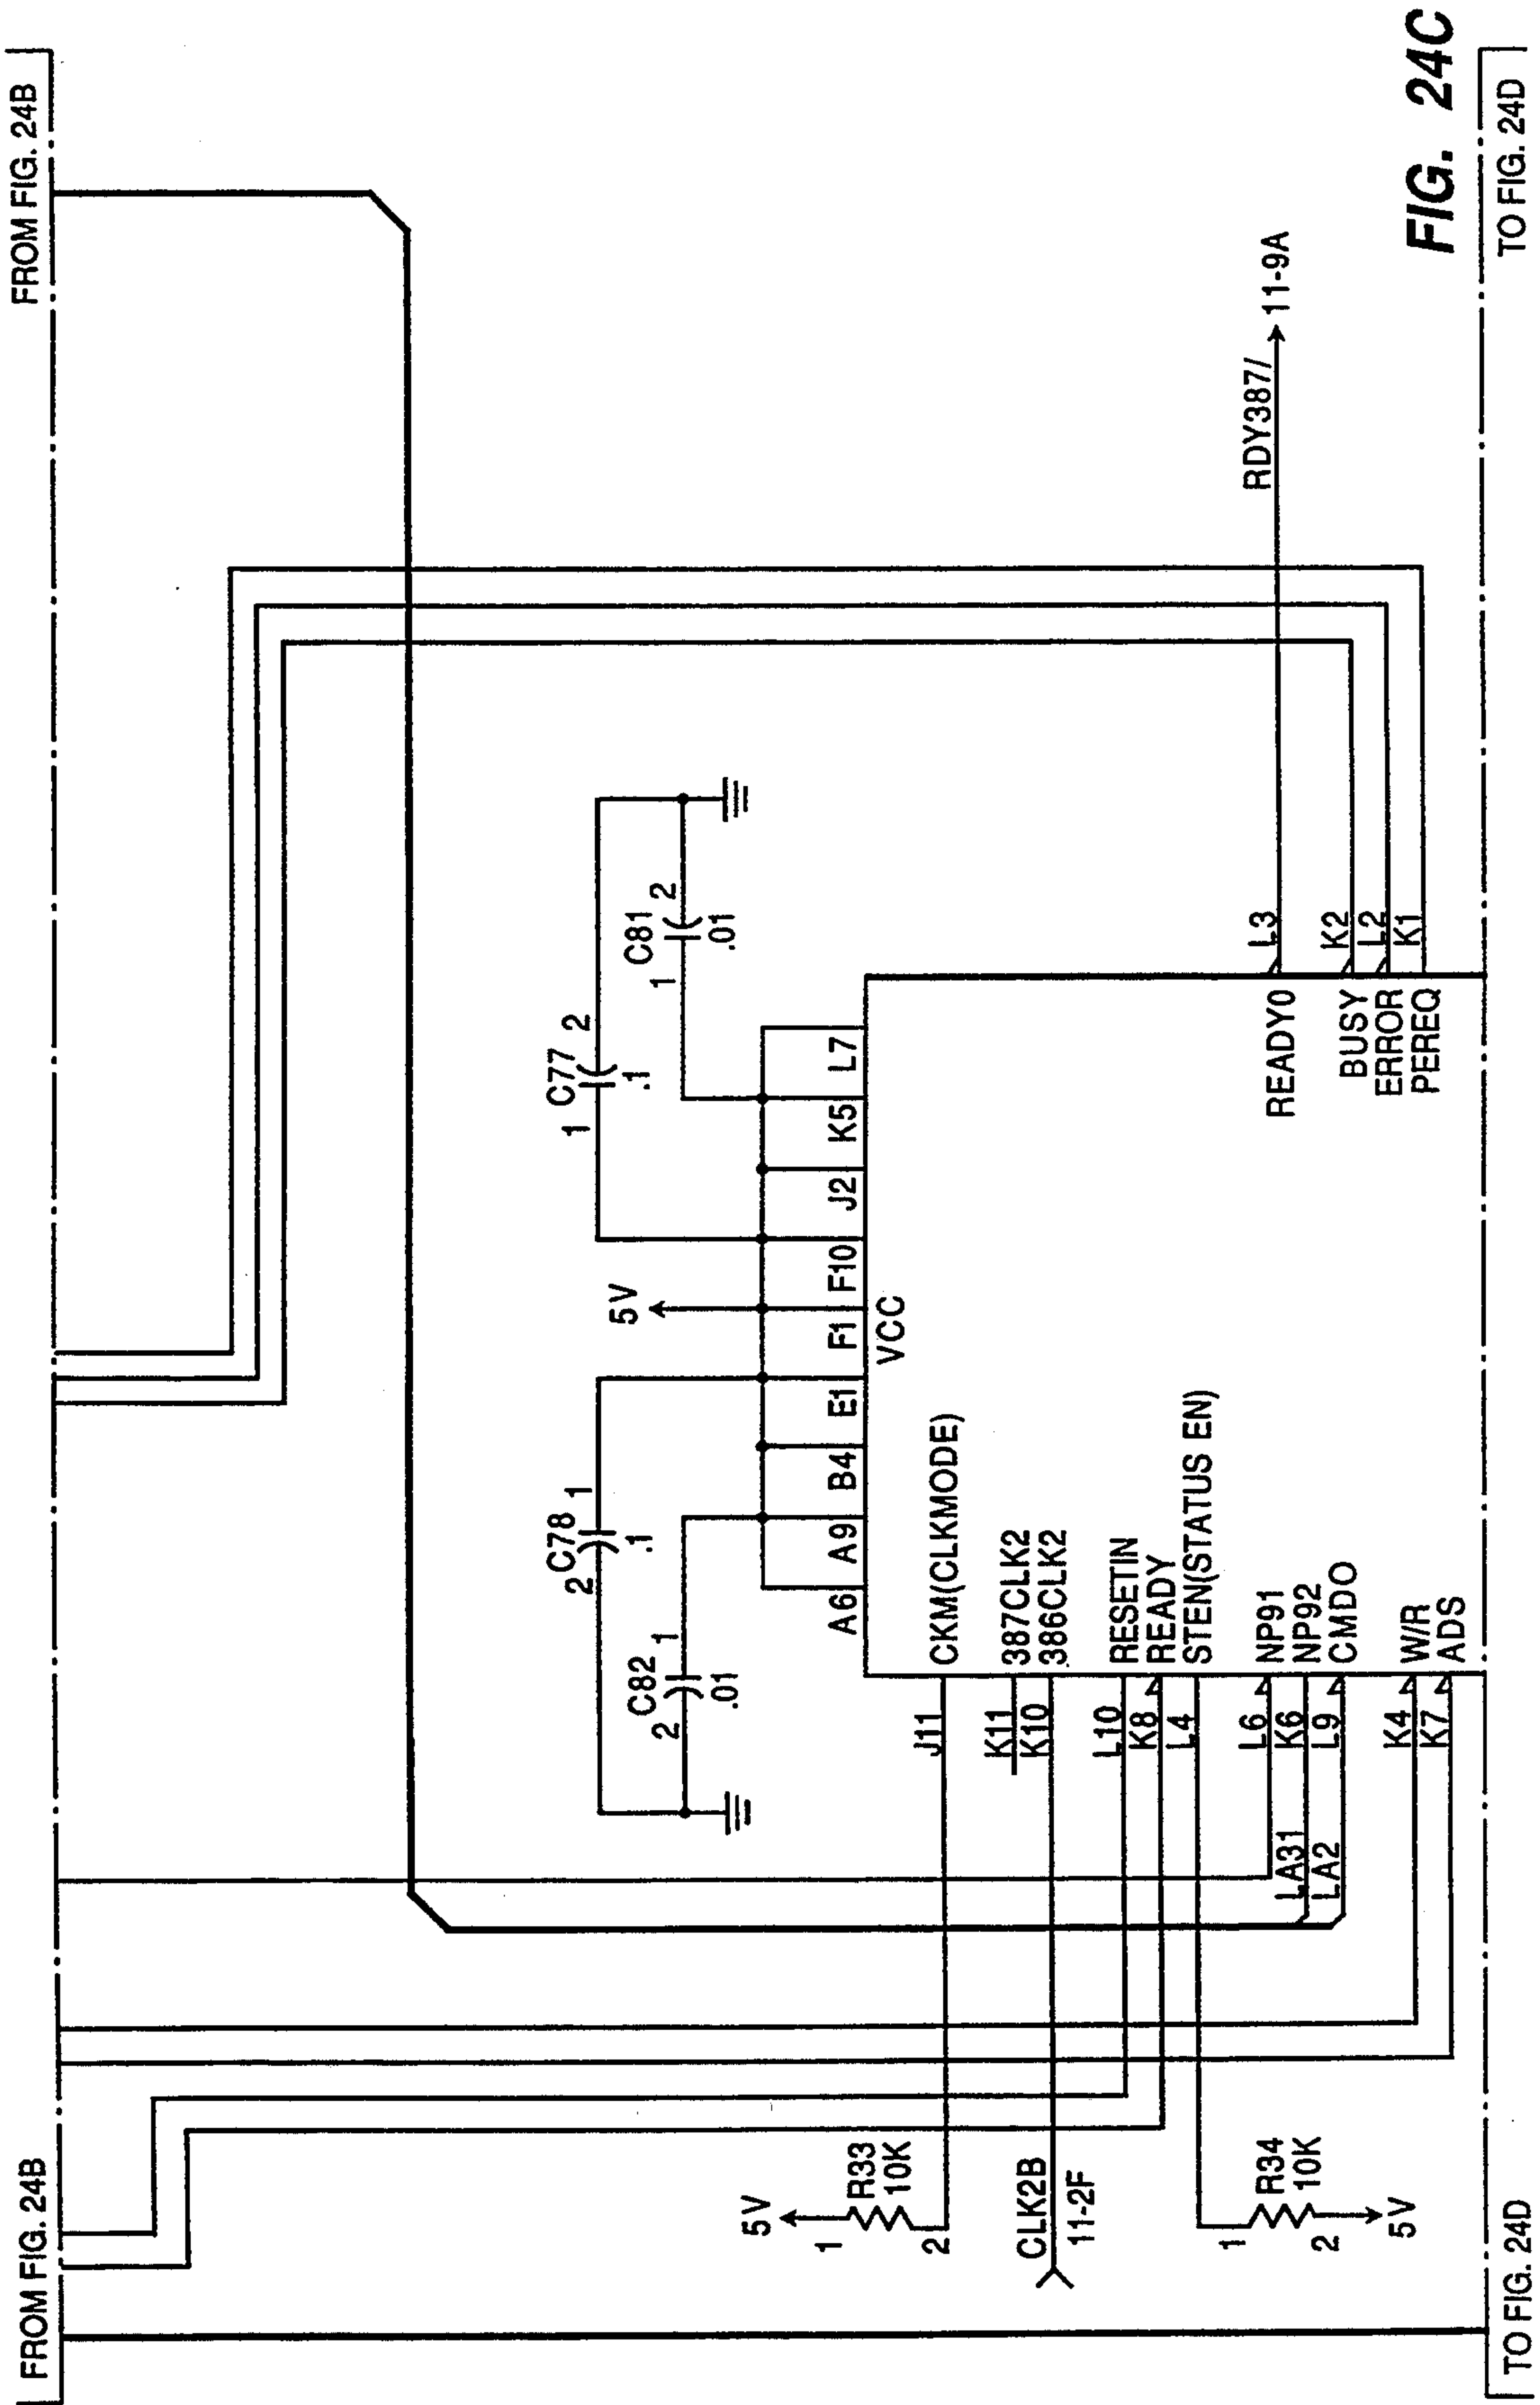 FROM FIG. 24B
FROM FIG. 24B
C78
2
1
.1
C77
1
2
.1
5V
C82
2
1
.01
C81
1
2
.01
A6
A9
B4
E1
F1
F10
J2
K5
L7
VCC
5V
1
R33
10K
2
J11
CKM(CLKMODE)
CLK2B
11-2F
K11
387CLK2
K10
386CLK2
L10
RESETIN
K8
READY
L4
STEN(STATUS EN)
1
R34
10K
2
5V
L6
NP91
LA31
K6
NP92
LA2
L9
CMDO
K4
W/R
K7
ADS
READY0
L3
RDY387/
11-9A
BUSY
K2
ERROR
L2
PEREQ
K1
FIG. 24C
TO FIG. 24D
TO FIG. 24D